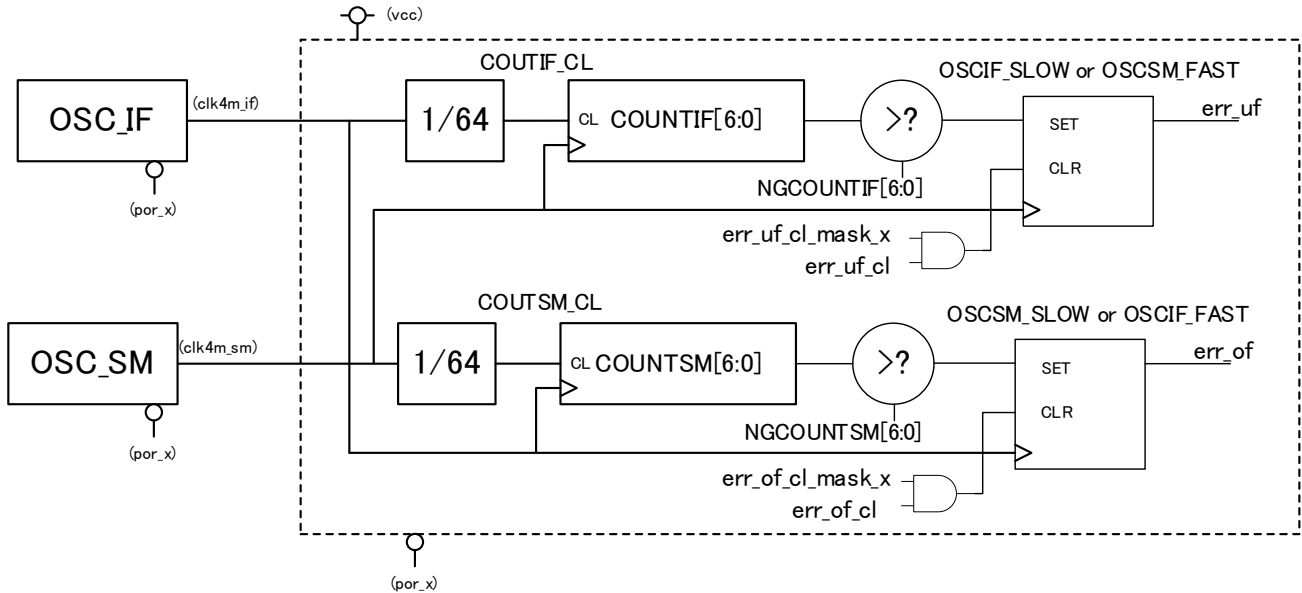 (vcc)
COUTIF_CL
OSCIF_SLOW or OSCSM_FAST
OSC_IF
(clk4m_if)
1/64
CL COUNTIF[6:0]
>?
SET
CLR
err_uf
(por_x)
NGCOUNTIF[6:0]
err_uf_cl_mask_x
err_uf_cl
COUTSM_CL
OSCSM_SLOW or OSCIF_FAST
OSC_SM
(clk4m_sm)
1/64
CL COUNTSM[6:0]
>?
SET
CLR
err_of
(por_x)
NGCOUNTSM[6:0]
err_of_cl_mask_x
err_of_cl
(por_x)